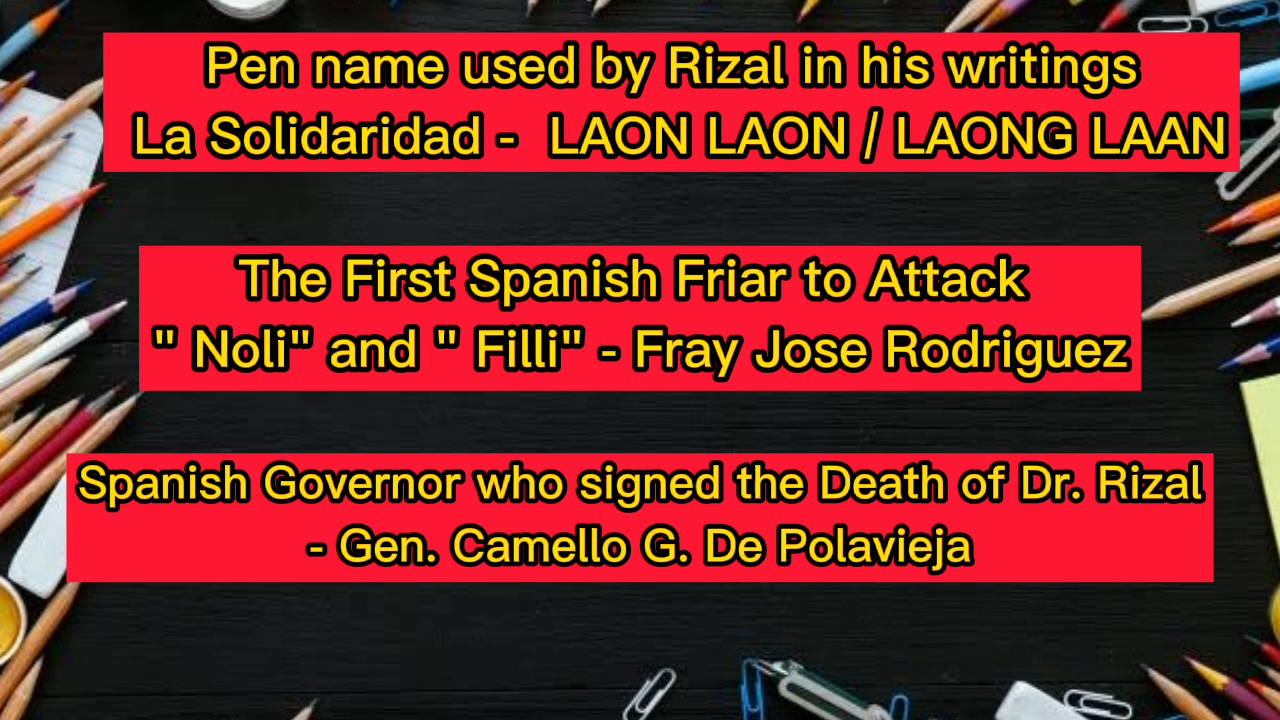 Pen name used by Rizal in his writings
La Solidaridad - LAON LAON / LAONG LAAN
The First Spanish Friar to Attack
" Noli" and " Filli" - Fray Jose Rodriguez
Spanish Governor who signed the Death of Dr. Rizal
- Gen. Camello G. De Polavieja